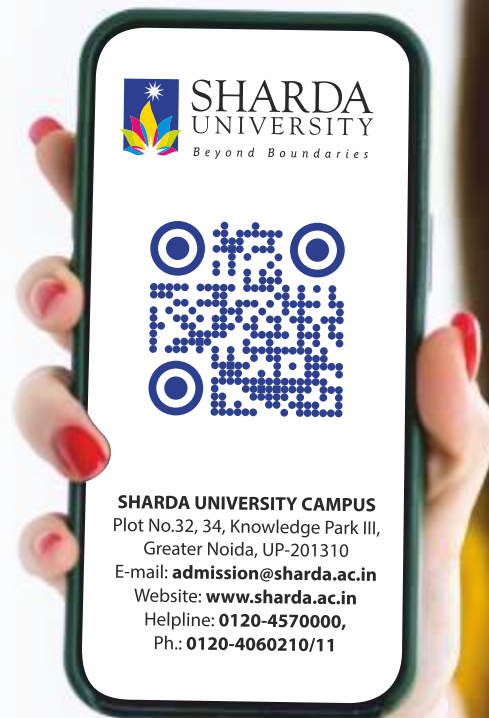 SHARDA
UNIVERSITY
Beyond Boundaries
SHARDA UNIVERSITY CAMPUS
Plot No.32, 34, Knowledge Park III,
Greater Noida, UP-201310
E-mail: admission@sharda.ac.in
Website: www.sharda.ac.in
Helpline: 0120-4570000,
Ph.: 0120-4060210/11